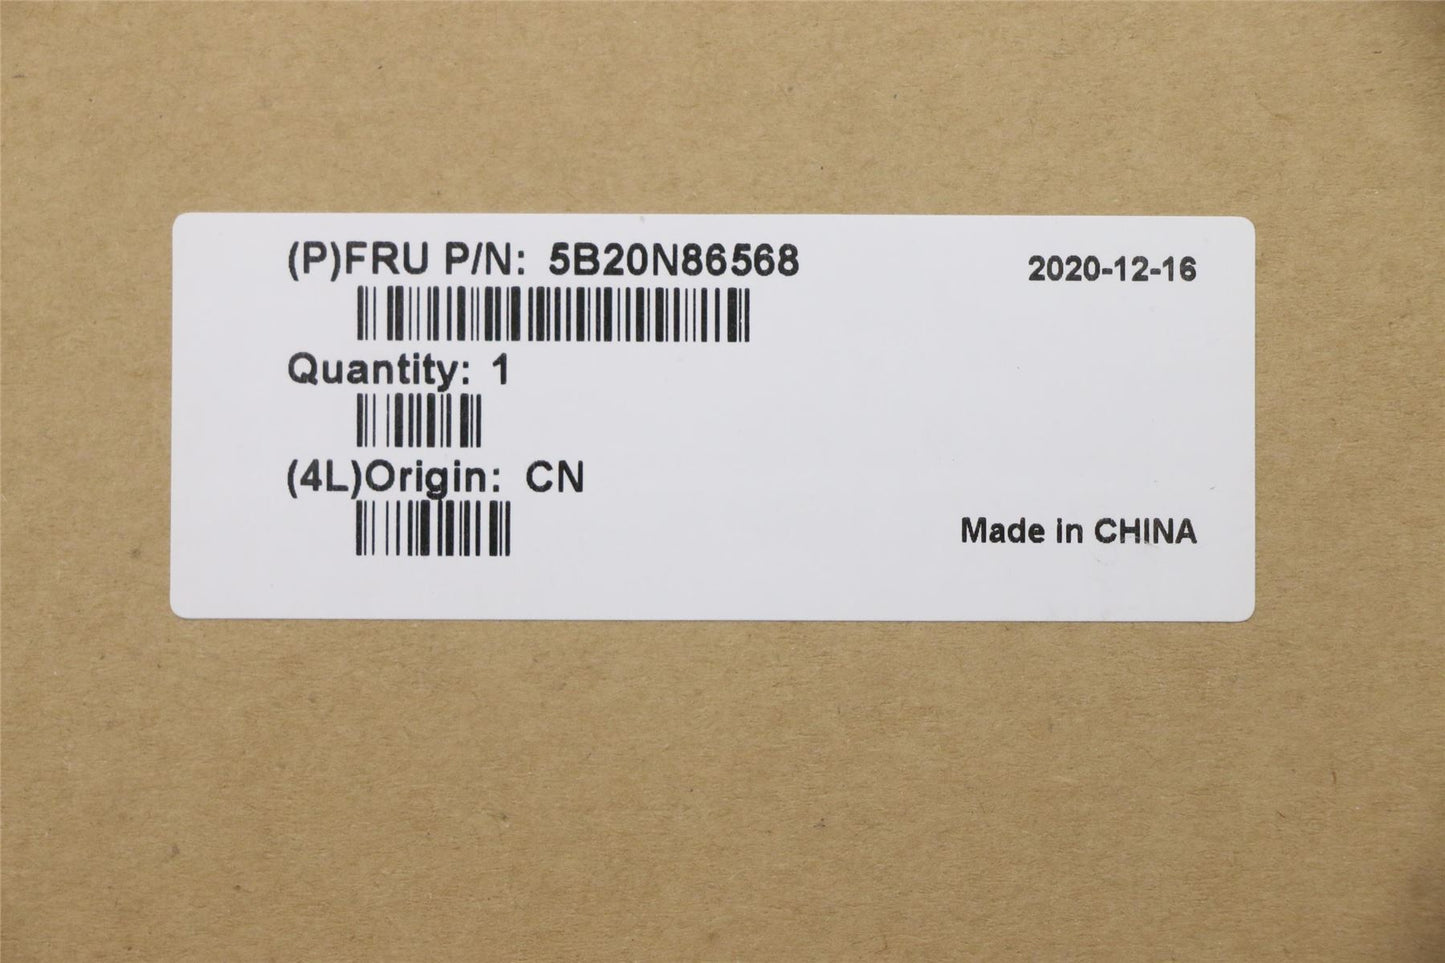 (P)FRU P/N: 5B20N86568
2020-12-16
Quantity: 1
(4L)Origin: CN
Made in CHINA